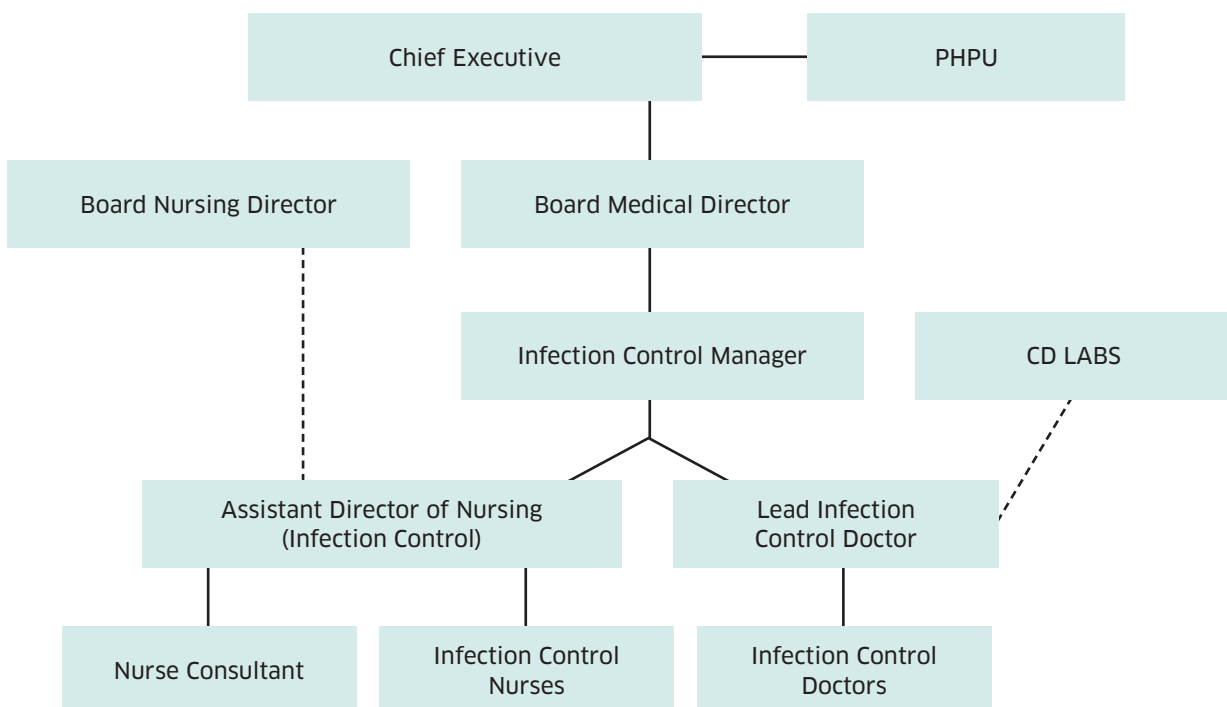 Chief Executive
PHPU
Board Nursing Director
Board Medical Director
Infection Control Manager
CD LABS
Assistant Director of Nursing
(Infection Control)
Lead Infection
Control Doctor
Nurse Consultant
Infection Control
Nurses
Infection Control
Doctors